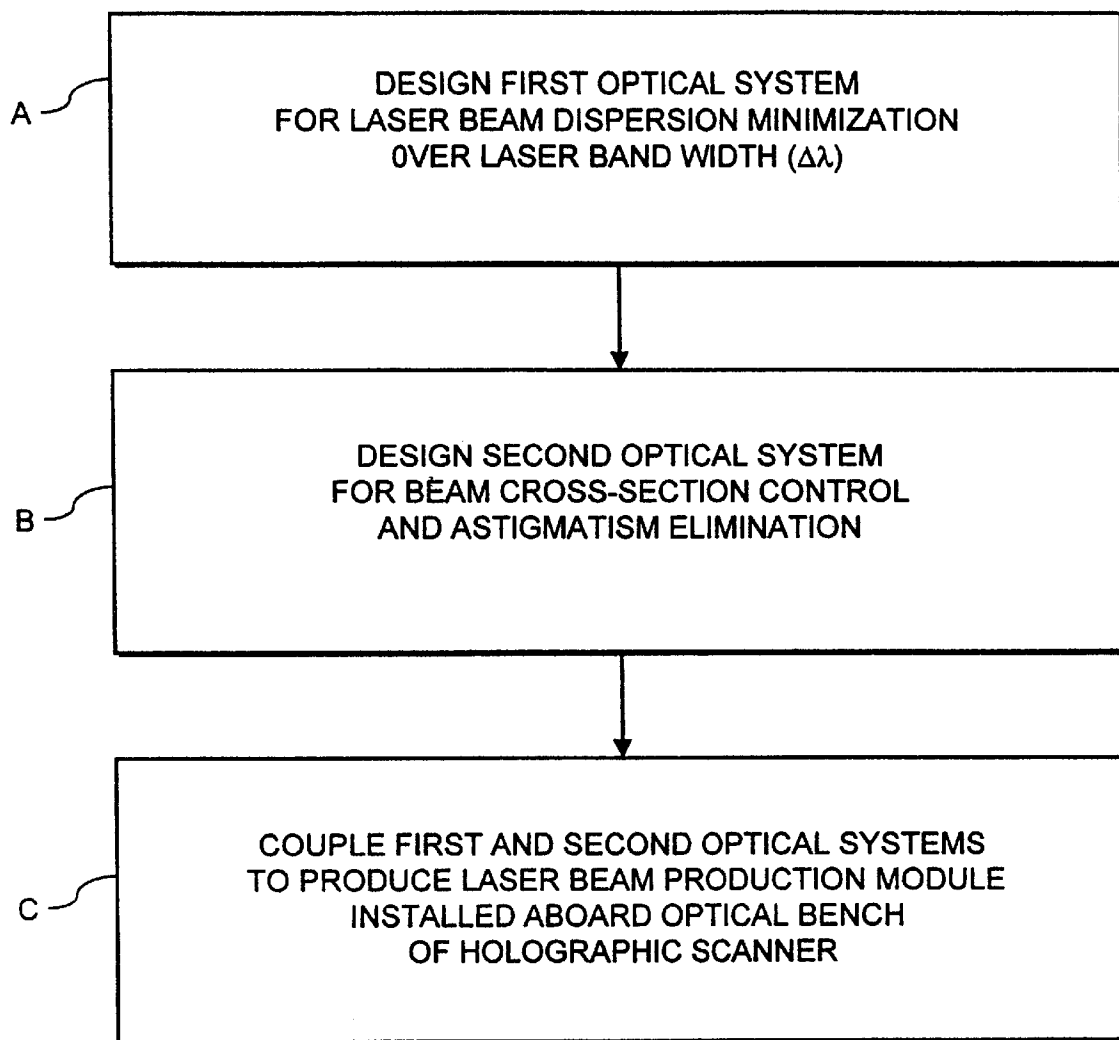 A
DESIGN FIRST OPTICAL SYSTEM
FOR LASER BEAM DISPERSION MINIMIZATION
0VER LASER BAND WIDTH (Δλ)
B
DESIGN SECOND OPTICAL SYSTEM
FOR BEAM CROSS-SECTION CONTROL
AND ASTIGMATISM ELIMINATION
C
COUPLE FIRST AND SECOND OPTICAL SYSTEMS
TO PRODUCE LASER BEAM PRODUCTION MODULE
INSTALLED ABOARD OPTICAL BENCH
OF HOLOGRAPHIC SCANNER